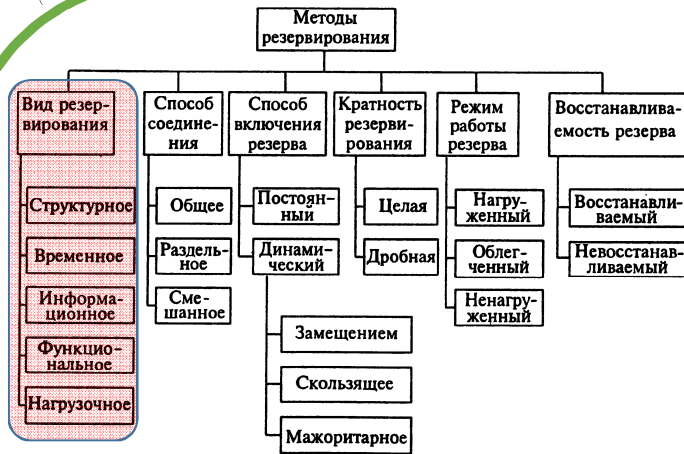 Методы
резервирования
Вид резер-
вирования
Структурное
Временное
Информа-
ционное
Функцио-
нальное
Нагрузочное
Способ
соедине-
ния
Общее
Раздель-
ное
Сме-
шанное
Способ
включения
резерва
Постоян-
ный
Динами-
ческий
Замещением
Скользящее
Мажоритарное
Кратность
резерви-
рования
Целая
Дробная
Режим
работы
резерва
Нагру-
женный
Облег-
ченный
Ненагру-
женный
Восстанавлива-
емость резерва
Восстанавли-
ваемый
Невосстанав-
ливаемый